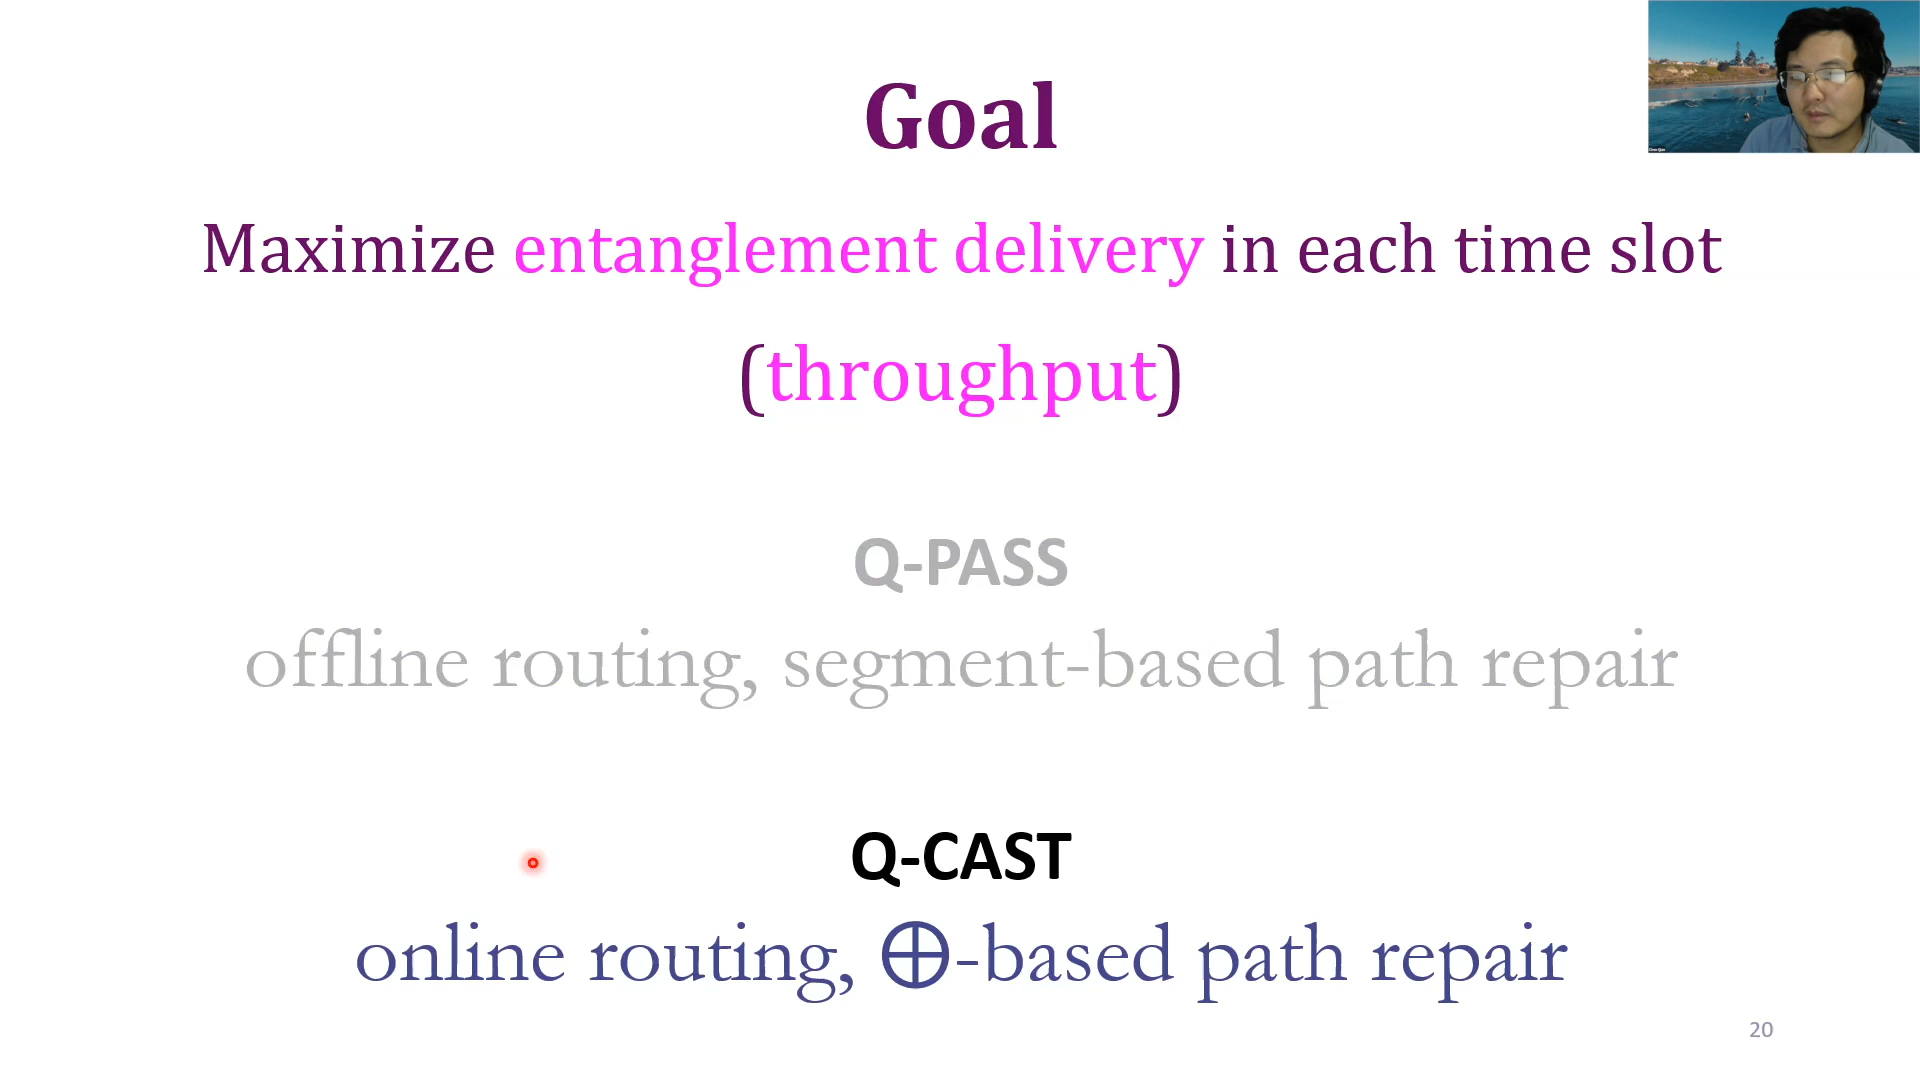 Goal
Maximize entanglement delivery in each time slot
(throughput)
Q-PASS
offline routing, segment-based path repair
Q-CAST
online routing, ⊕-based path repair
20